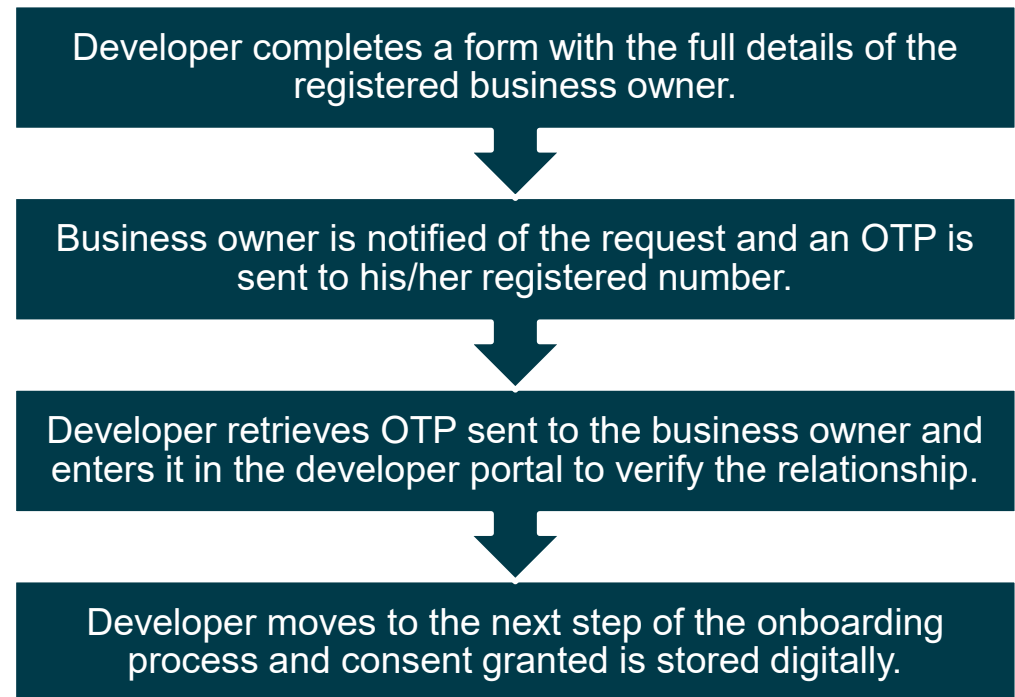 Developer completes a form with the full details of the
registered business owner.
Business owner is notified of the request and an OTP is
sent to his/her registered number.
Developer retrieves OTP sent to the business owner and
enters it in the developer portal to verify the relationship.
Developer moves to the next step of the onboarding
process and consent granted is stored digitally.